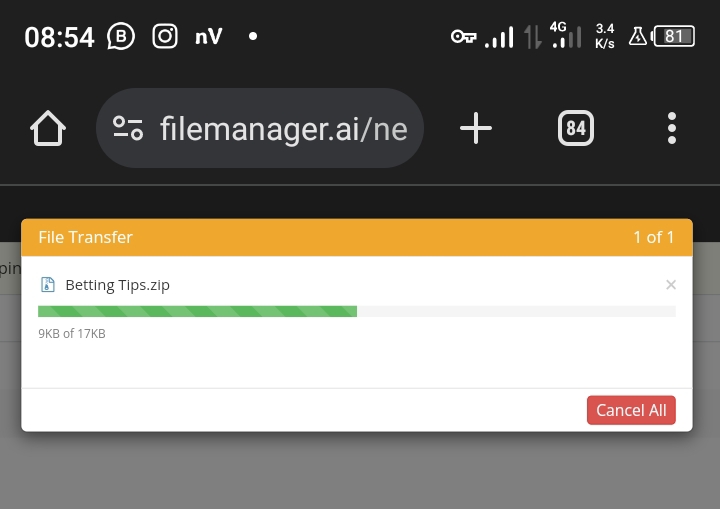 08:54 B nV 4G 3.4 K/s 81
filemanager.ai/ne 84
pin
File Transfer 1 of 1
Betting Tips.zip
9KB of 17KB
Cancel All